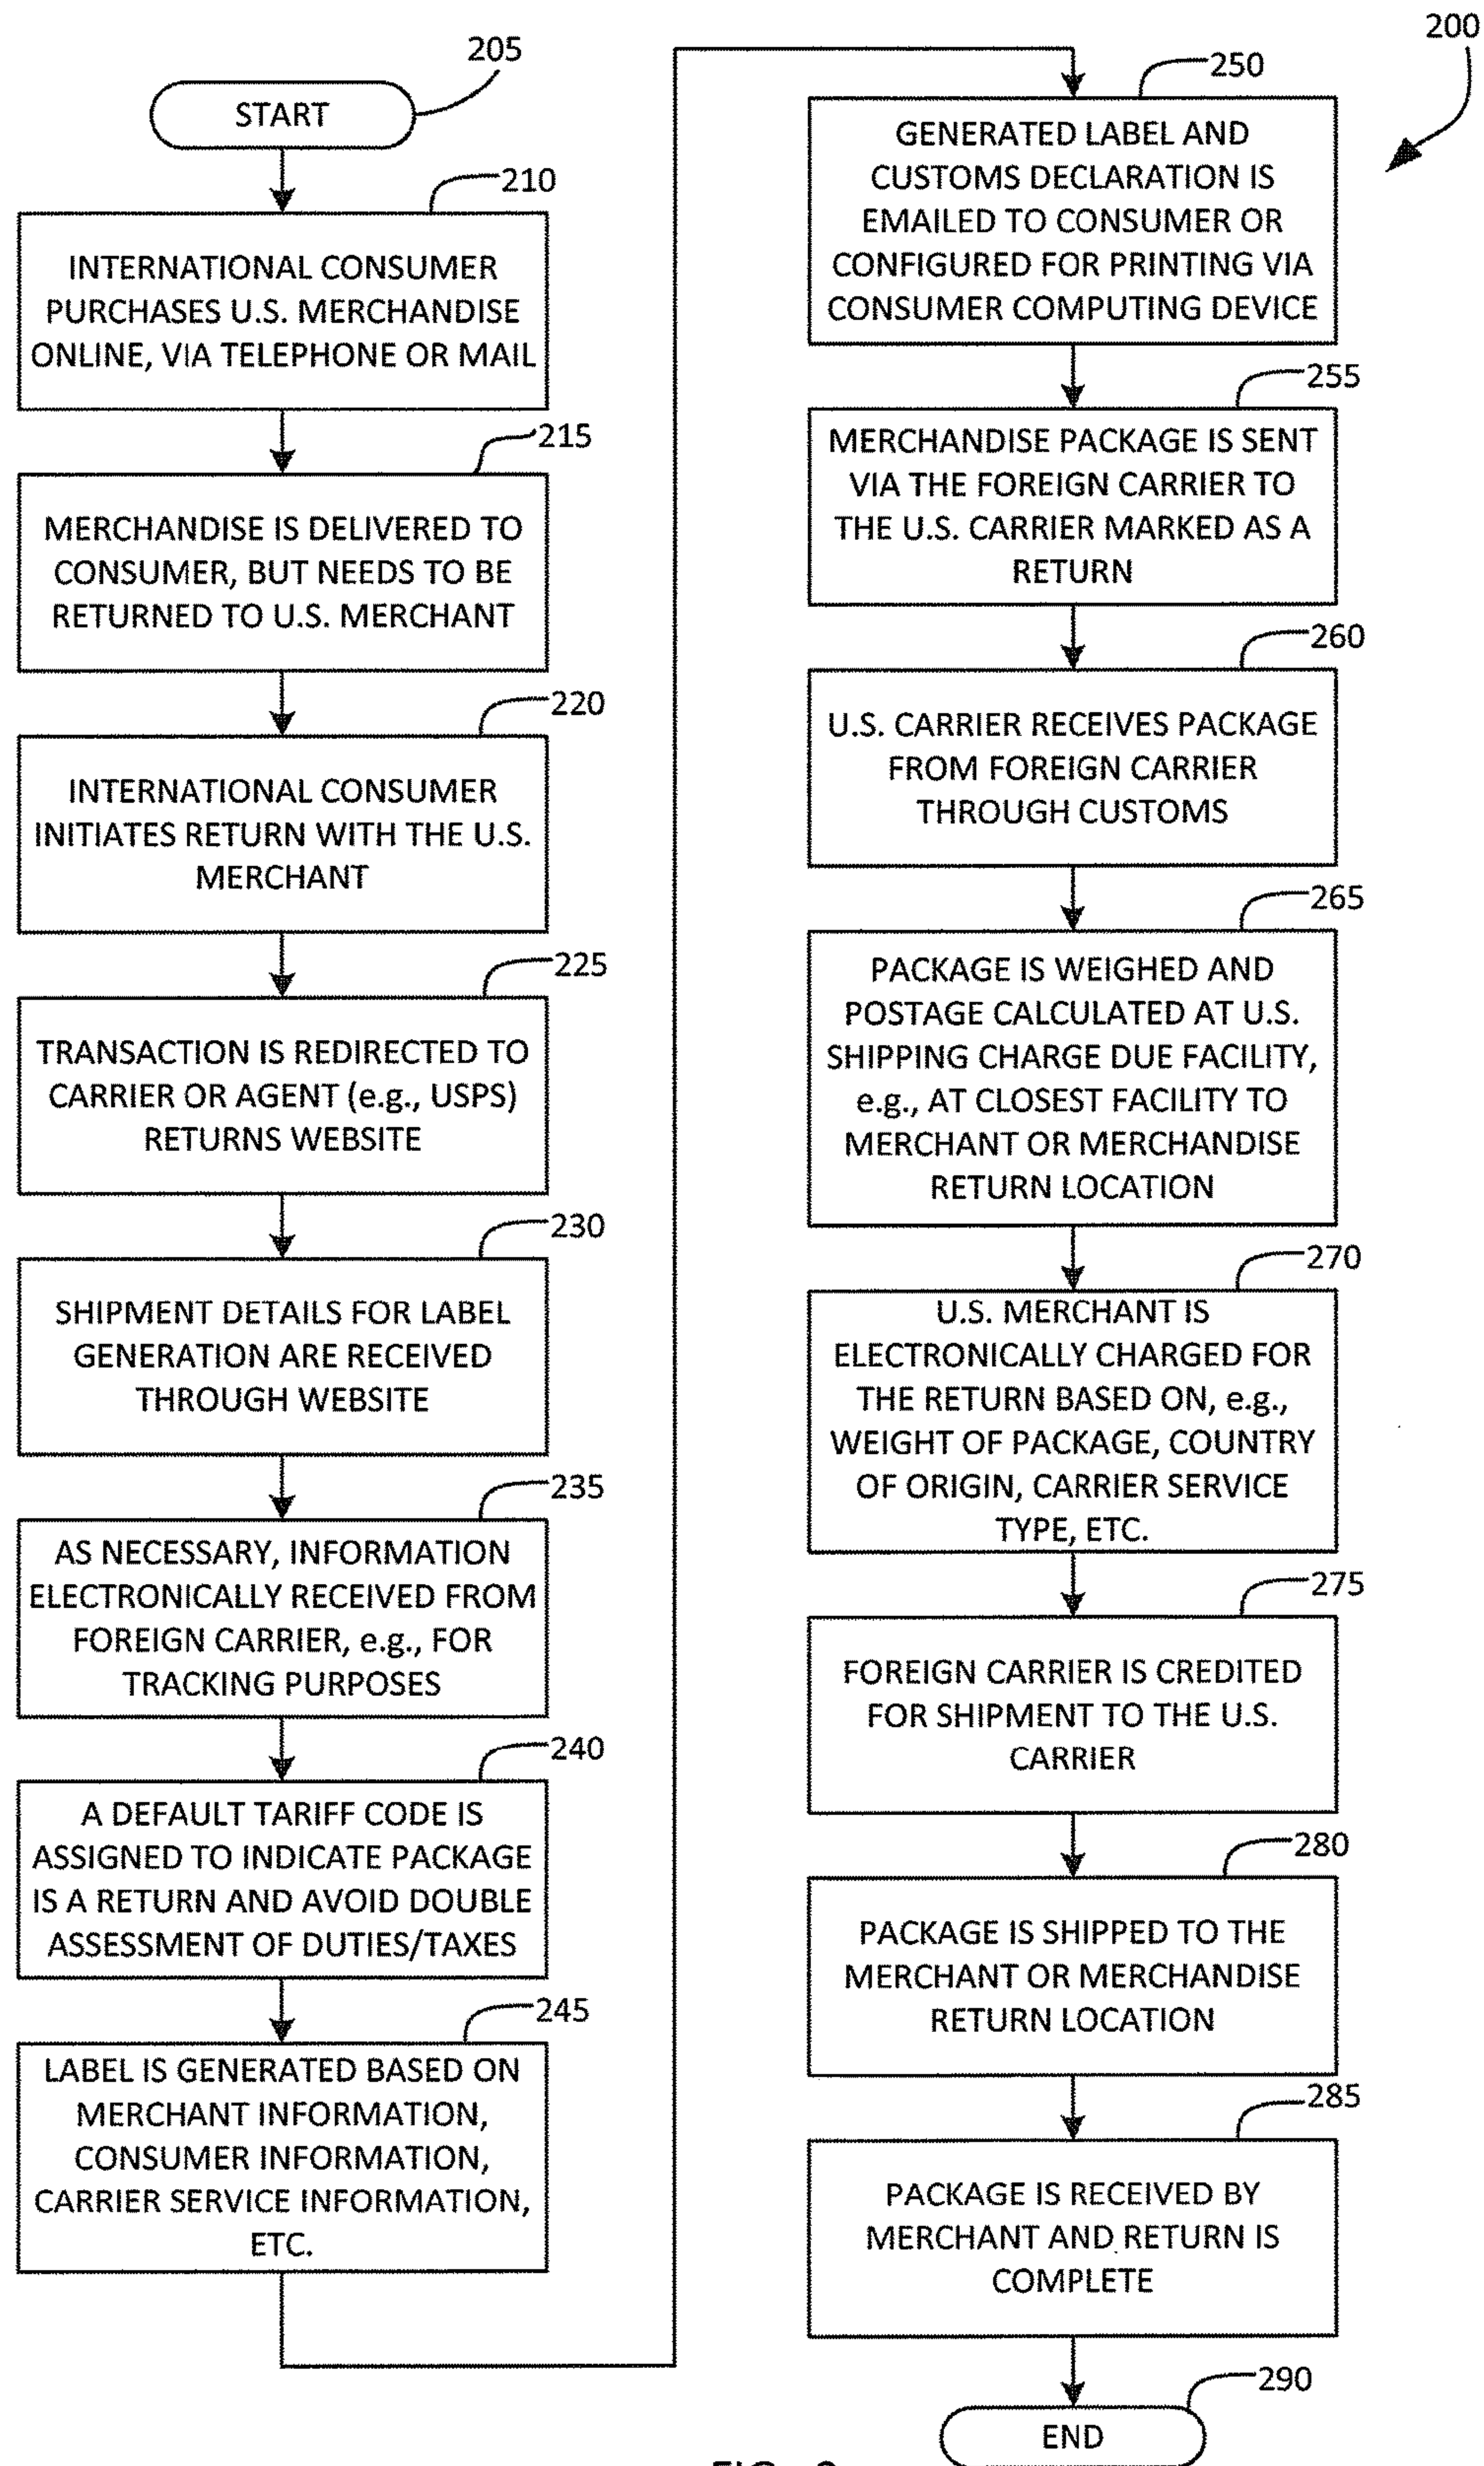 200
205
START
210
INTERNATIONAL CONSUMER
PURCHASES U.S. MERCHANDISE
ONLINE, VIA TELEPHONE OR MAIL
215
MERCHANDISE IS DELIVERED TO
CONSUMER, BUT NEEDS TO BE
RETURNED TO U.S. MERCHANT
220
INTERNATIONAL CONSUMER
INITIATES RETURN WITH THE U.S.
MERCHANT
225
TRANSACTION IS REDIRECTED TO
CARRIER OR AGENT (e.g., USPS)
RETURNS WEBSITE
230
SHIPMENT DETAILS FOR LABEL
GENERATION ARE RECEIVED
THROUGH WEBSITE
235
AS NECESSARY, INFORMATION
ELECTRONICALLY RECEIVED FROM
FOREIGN CARRIER, e.g., FOR
TRACKING PURPOSES
240
A DEFAULT TARIFF CODE IS
ASSIGNED TO INDICATE PACKAGE
IS A RETURN AND AVOID DOUBLE
ASSESSMENT OF DUTIES/TAXES
245
LABEL IS GENERATED BASED ON
MERCHANT INFORMATION,
CONSUMER INFORMATION,
CARRIER SERVICE INFORMATION,
ETC.
250
GENERATED LABEL AND
CUSTOMS DECLARATION IS
EMAILED TO CONSUMER OR
CONFIGURED FOR PRINTING VIA
CONSUMER COMPUTING DEVICE
255
MERCHANDISE PACKAGE IS SENT
VIA THE FOREIGN CARRIER TO
THE U.S. CARRIER MARKED AS A
RETURN
260
U.S. CARRIER RECEIVES PACKAGE
FROM FOREIGN CARRIER
THROUGH CUSTOMS
265
PACKAGE IS WEIGHED AND
POSTAGE CALCULATED AT U.S.
SHIPPING CHARGE DUE FACILITY,
e.g., AT CLOSEST FACILITY TO
MERCHANT OR MERCHANDISE
RETURN LOCATION
270
U.S. MERCHANT IS
ELECTRONICALLY CHARGED FOR
THE RETURN BASED ON, e.g.,
WEIGHT OF PACKAGE, COUNTRY
OF ORIGIN, CARRIER SERVICE
TYPE, ETC.
275
FOREIGN CARRIER IS CREDITED
FOR SHIPMENT TO THE U.S.
CARRIER
280
PACKAGE IS SHIPPED TO THE
MERCHANT OR MERCHANDISE
RETURN LOCATION
285
PACKAGE IS RECEIVED BY
MERCHANT AND RETURN IS
COMPLETE
290
END